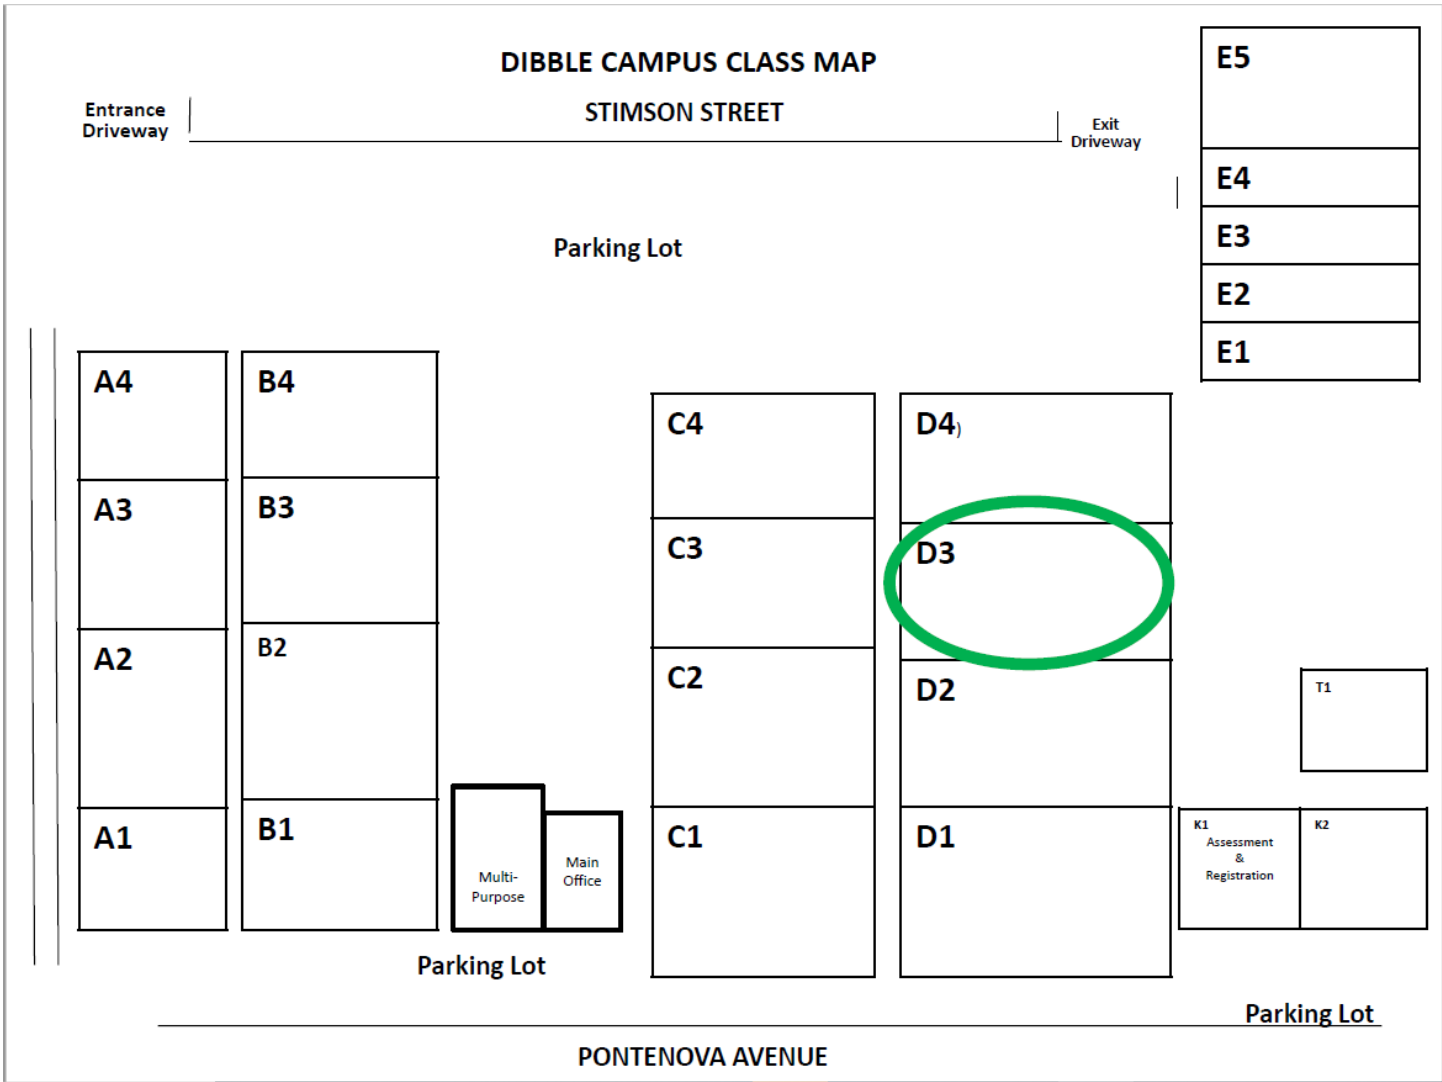 DIBBLE CAMPUS CLASS MAP
STIMSON STREET
Entrance
Driveway
Exit
Driveway
Parking Lot
E5
E4
E3
E2
E1
A4
A3
A2
A1
B4
B3
B2
B1
Multi-
Purpose
Main
Office
C4
C3
C2
C1
D4)
D3
D2
D1
T1
K1
Assessment
&
Registration
K2
Parking Lot
Parking Lot
PONTENOVA AVENUE